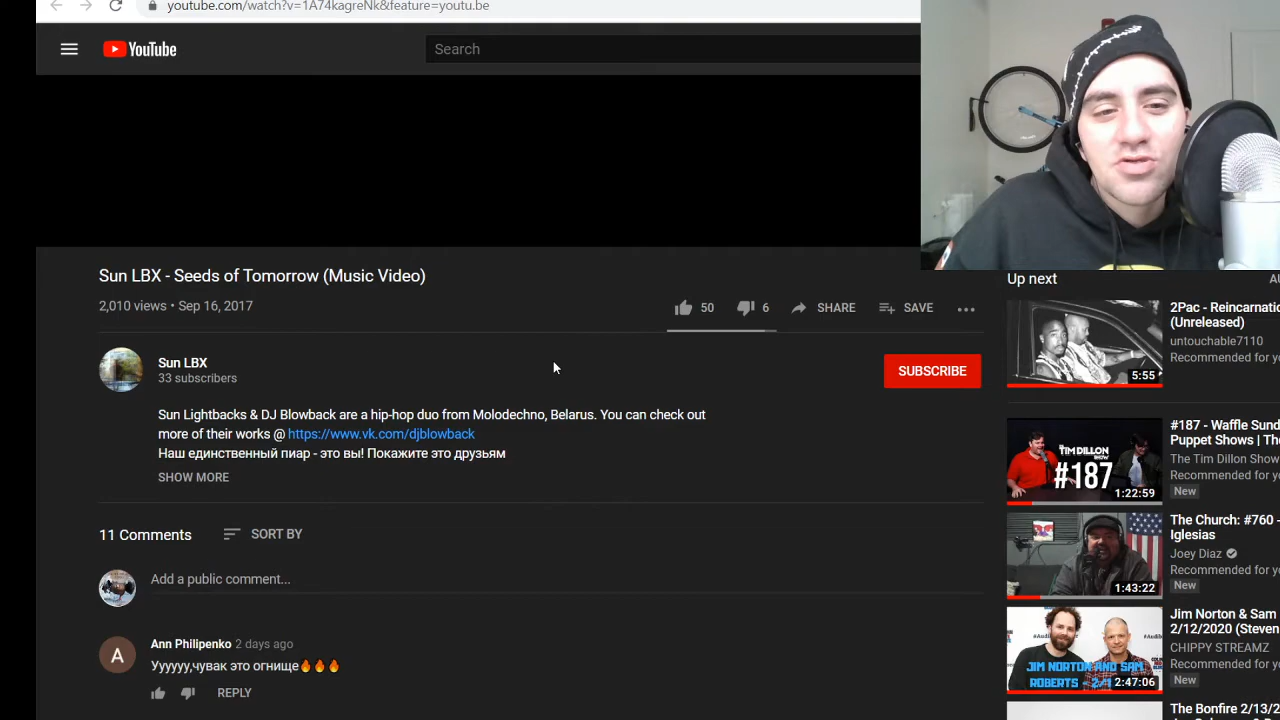 youtube.com/watch?v=1A74kagreNk&feature=youtu.be
YouTube
Search
Sun LBX - Seeds of Tomorrow (Music Video)
2,010 views • Sep 16, 2017
50
6
SHARE
SAVE
Sun LBX
33 subscribers
SUBSCRIBE
Sun Lightbacks & DJ Blowback are a hip-hop duo from Molodechno, Belarus. You can check out
more of their works @ https://www.vk.com/djblowback
Наш единственный пиар - это вы! Покажите это друзьям
SHOW MORE
11 Comments
SORT BY
Add a public comment...
A
Ann Philipenko 2 days ago
Уууууу,чувак это огнище🔥🔥🔥
REPLY
Up next
2Pac - Reincarnati
(Unreleased)
untouchable7110
Recommended for yo
5:55
#187 - Waffle Sund
Puppet Shows | The
The Tim Dillon Show
Recommended for yo
New
TIM DILLON
#187
1:22:59
The Church: #760 -
Iglesias
Joey Diaz
Recommended for yo
New
1:43:22
Jim Norton & Sam
2/12/2020 (Steven
CHIPPY STREAMZ
Recommended for yo
New
JIM NORTON AND SAM
ROBERTS - 2/1
2:47:06
The Bonfire 2/13/2